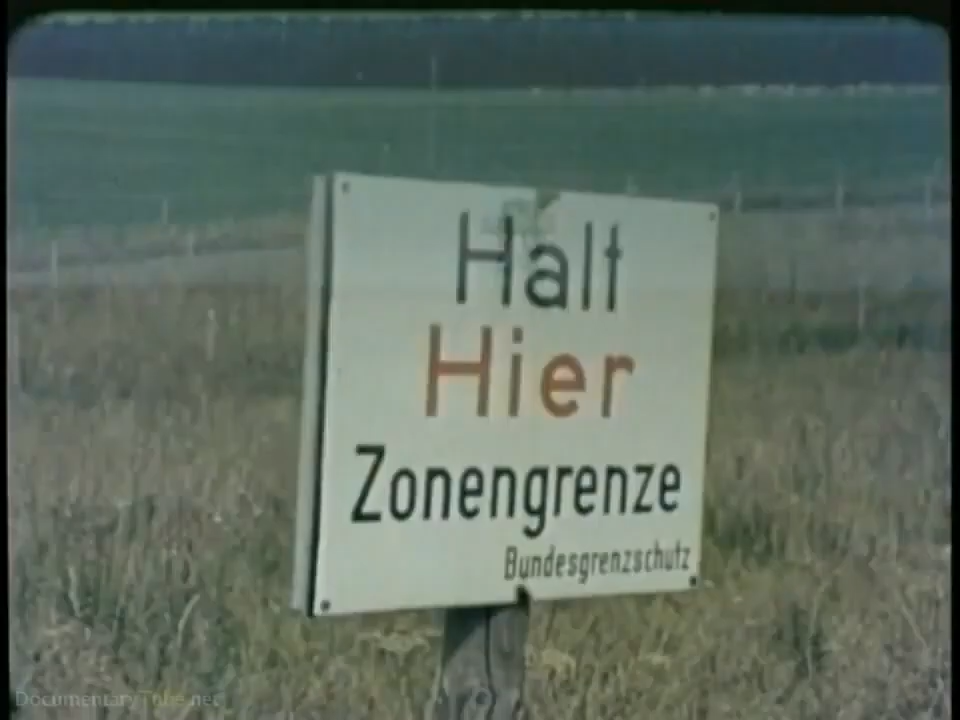 Halt
Hier
Zonengrenze
Bundesgrenzschutz
DocumentaryTube.net